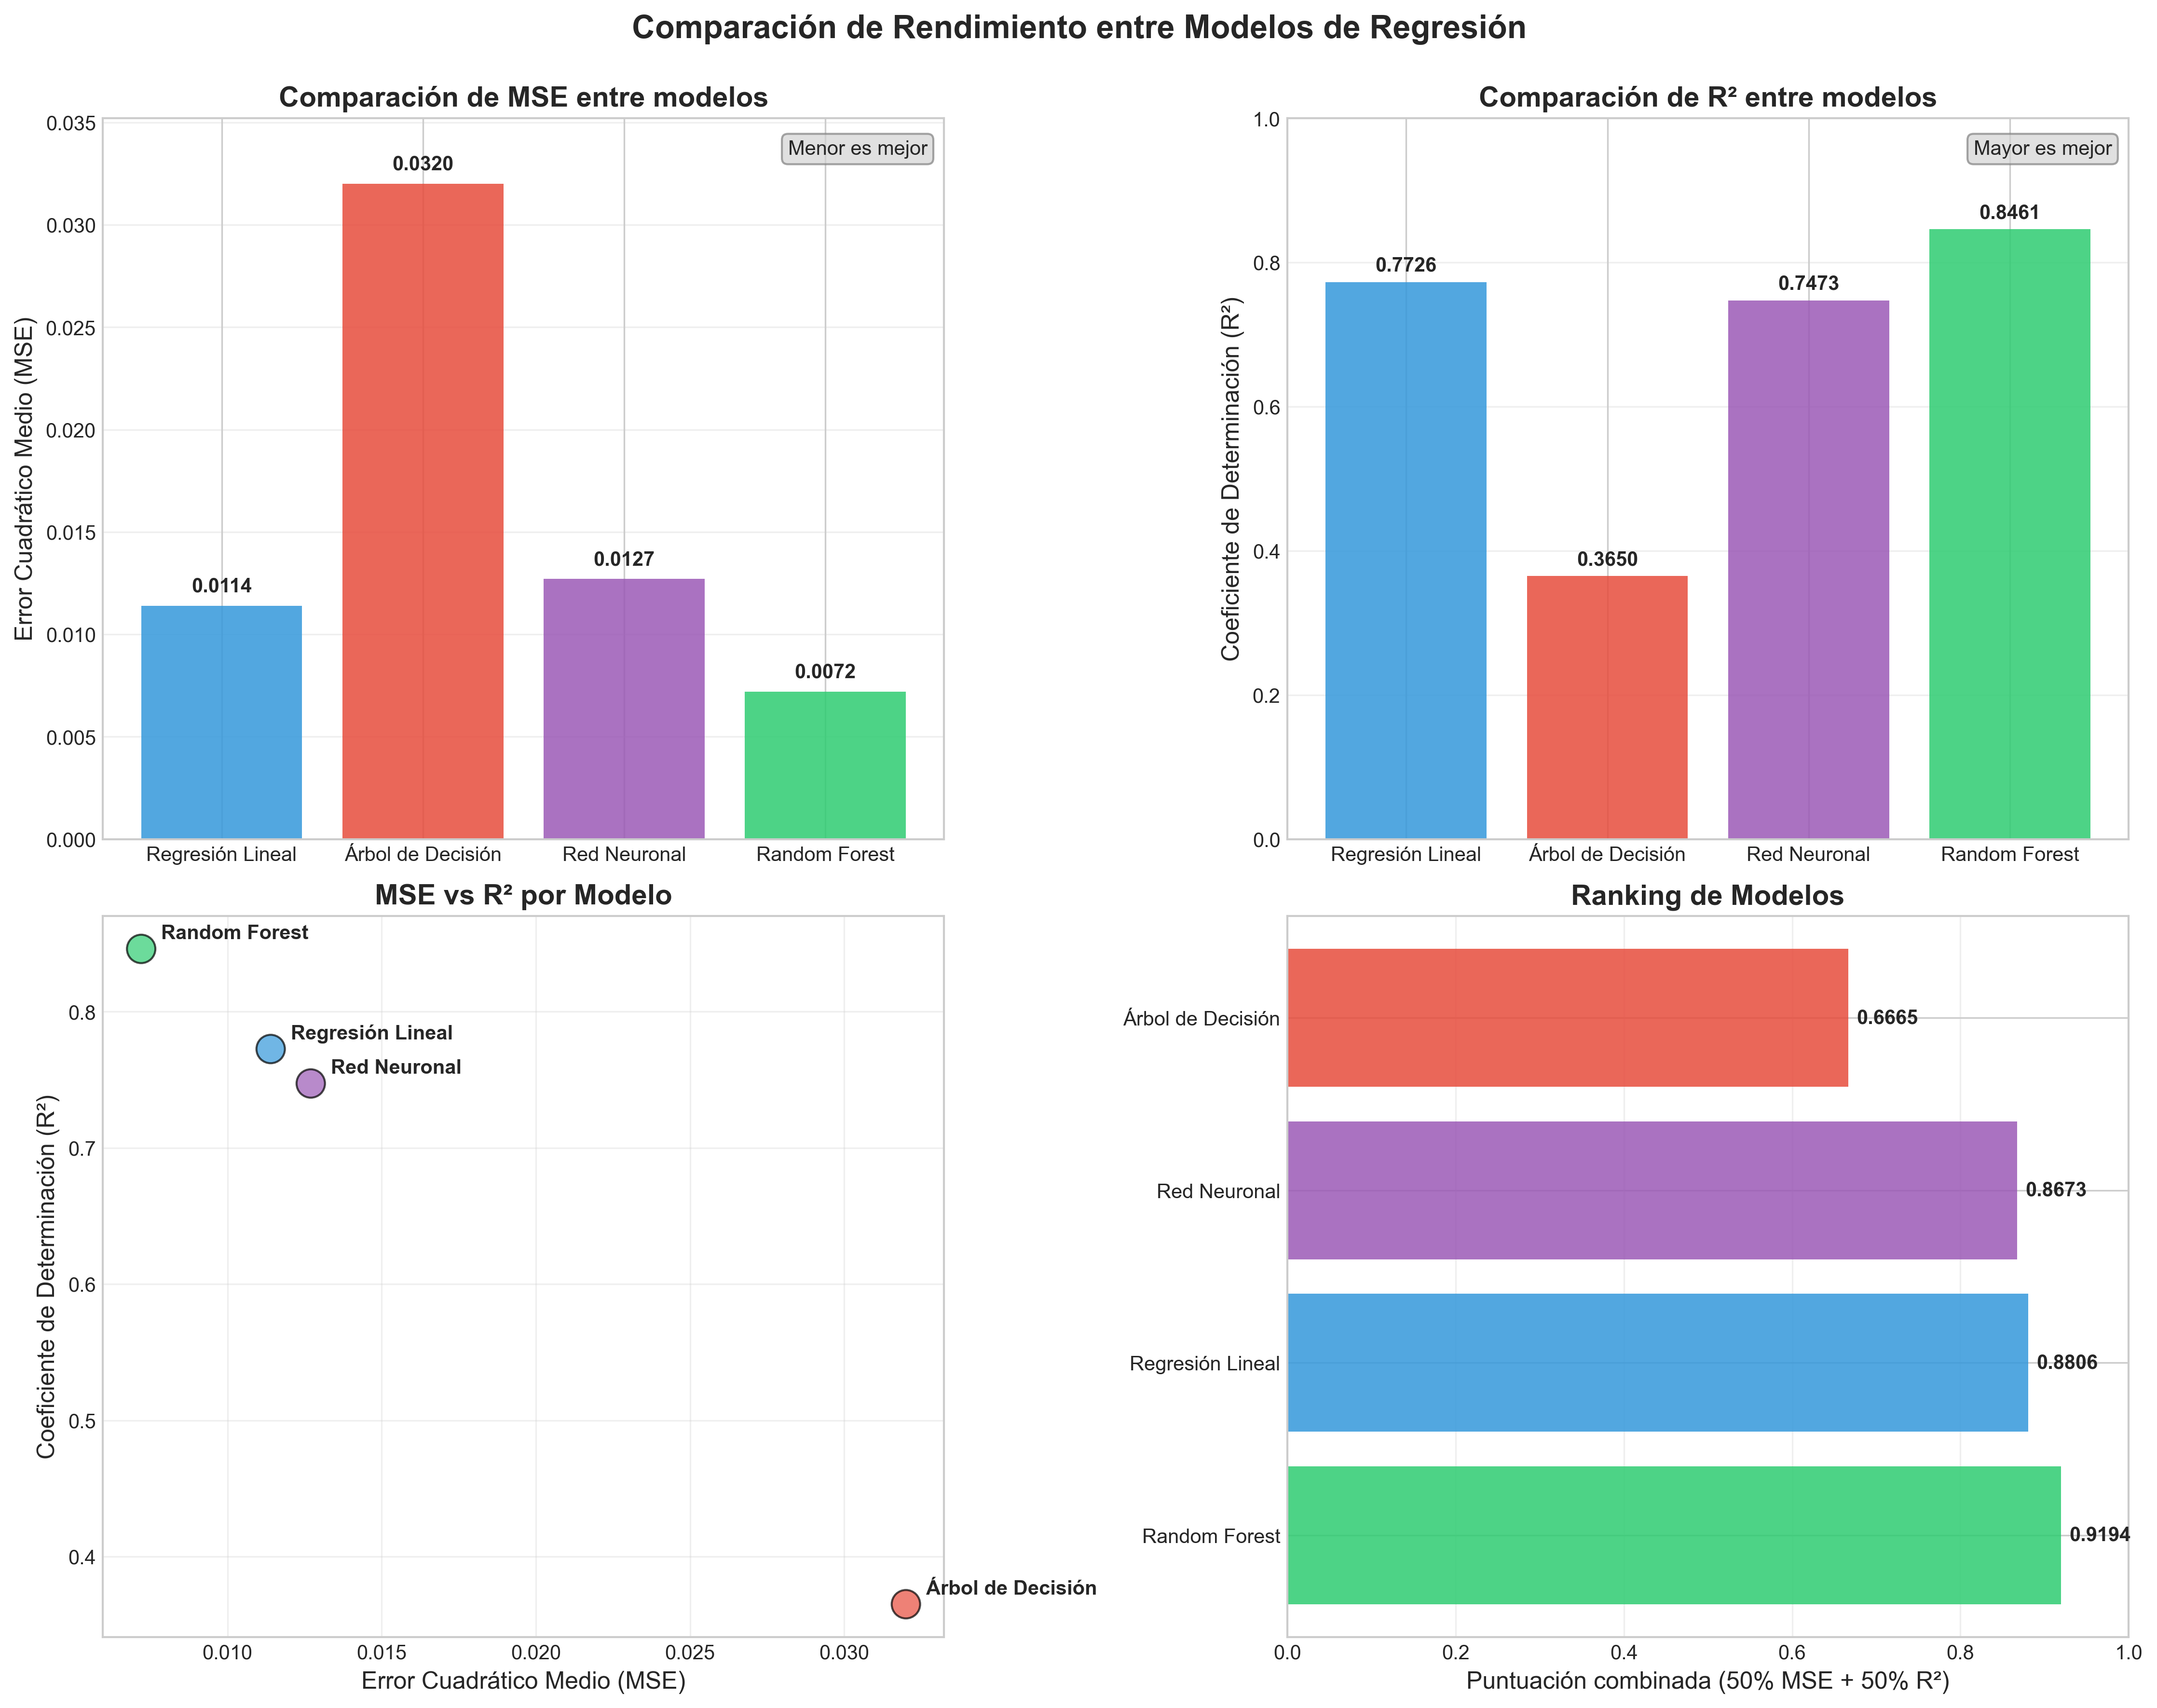 Comparación de Rendimiento entre Modelos de Regresión
Comparación de MSE entre modelos
Menor es mejor
Error Cuadrático Medio (MSE)
0.035
0.030
0.025
0.020
0.015
0.010
0.005
0.000
0.0114
0.0320
0.0127
0.0072
Regresión Lineal
Árbol de Decisión
Red Neuronal
Random Forest
Comparación de R² entre modelos
Mayor es mejor
Coeficiente de Determinación (R²)
1.0
0.8
0.6
0.4
0.2
0.0
0.7726
0.3650
0.7473
0.8461
Regresión Lineal
Árbol de Decisión
Red Neuronal
Random Forest
MSE vs R² por Modelo
Coeficiente de Determinación (R²)
0.8
0.7
0.6
0.5
0.4
Random Forest
Regresión Lineal
Red Neuronal
Árbol de Decisión
0.010
0.015
0.020
0.025
0.030
Error Cuadrático Medio (MSE)
Ranking de Modelos
Árbol de Decisión
0.6665
Red Neuronal
0.8673
Regresión Lineal
0.8806
Random Forest
0.9194
0.0
0.2
0.4
0.6
0.8
1.0
Puntuación combinada (50% MSE + 50% R²)